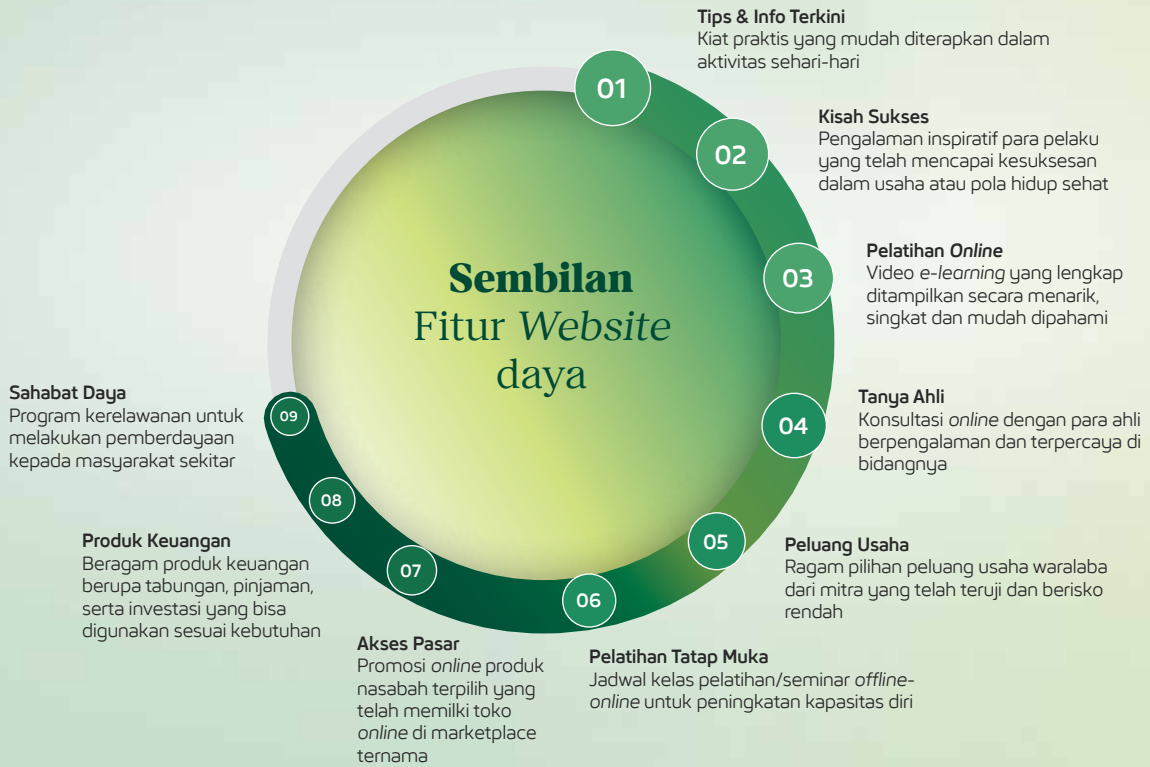 Sembilan
Fitur Website
daya
01
Tips & Info Terkini
Kiat praktis yang mudah diterapkan dalam
aktivitas sehari-hari
02
Kisah Sukses
Pengalaman inspiratif para pelaku
yang telah mencapai kesuksesan
dalam usaha atau pola hidup sehat
03
Pelatihan Online
Video e-learning yang lengkap
ditampilkan secara menarik,
singkat dan mudah dipahami
04
Tanya Ahli
Konsultasi online dengan para ahli
berpengalaman dan terpercaya di
bidangnya
05
Peluang Usaha
Ragam pilihan peluang usaha waralaba
dari mitra yang telah teruji dan berisko
rendah
06
Pelatihan Tatap Muka
Jadwal kelas pelatihan/seminar offline-
online untuk peningkatan kapasitas diri
07
Akses Pasar
Promosi online produk
nasabah terpilih yang
telah memilki toko
online di marketplace
ternama
08
Produk Keuangan
Beragam produk keuangan
berupa tabungan, pinjaman,
serta investasi yang bisa
digunakan sesuai kebutuhan
09
Sahabat Daya
Program kerelawanan untuk
melakukan pemberdayaan
kepada masyarakat sekitar